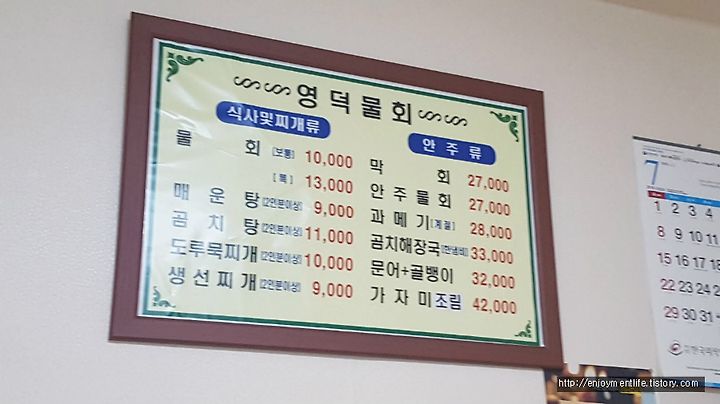 영덕물회
식사및찌개류
물 회 (보통) 10,000
(특) 13,000
매운탕 (2인분이상) 9,000
곰치탕 (2인분이상) 11,000
도루묵찌개 (2인분이상) 10,000
생선찌개 (2인분이상) 9,000
안주류
막 회 27,000
안주물회 27,000
과메기 (계절) 28,000
곰치해장국 (한냄비) 33,000
문어+골뱅이 32,000
가자미조림 42,000
7
1 2 3 4
8 9 10 11
15 16 17 18
22 23 24 25
29 30 31
http://enjoymentlife.tistory.com